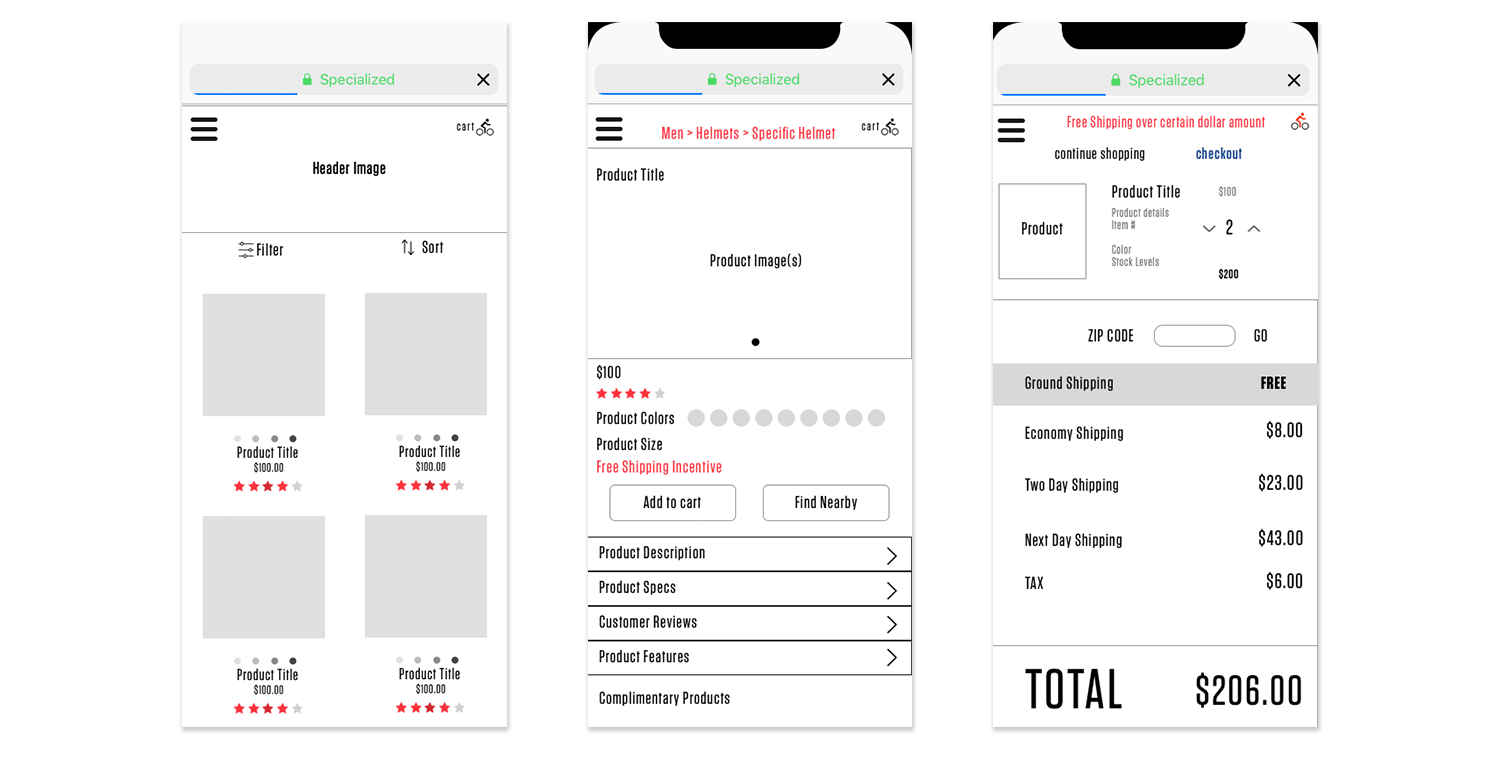 Specialized
cart
Header Image
Filter
Sort
Product Title
$100.00
Product Title
$100.00
Product Title
$100.00
Product Title
$100.00
Specialized
Men > Helmets > Specific Helmet
cart
Product Title
Product Image(s)
$100
Product Colors
Product Size
Free Shipping Incentive
Add to cart
Find Nearby
Product Description
Product Specs
Customer Reviews
Product Features
Complimentary Products
Specialized
Free Shipping over certain dollar amount
continue shopping
checkout
Product
Product Title
$100
Product details
Item #
2
Color
Stock Levels
$200
ZIP CODE
GO
Ground Shipping
FREE
Economy Shipping
$8.00
Two Day Shipping
$23.00
Next Day Shipping
$43.00
TAX
$6.00
TOTAL
$206.00